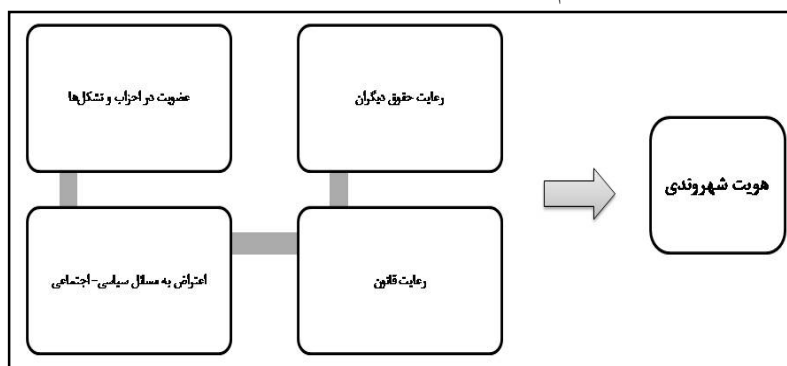 رعایت حقوق دیگران
عضویت در احزاب و تشکل‌ها
هویت شهروندی
رعایت قانون
اعتراض به مسائل سیاسی-اجتماعی